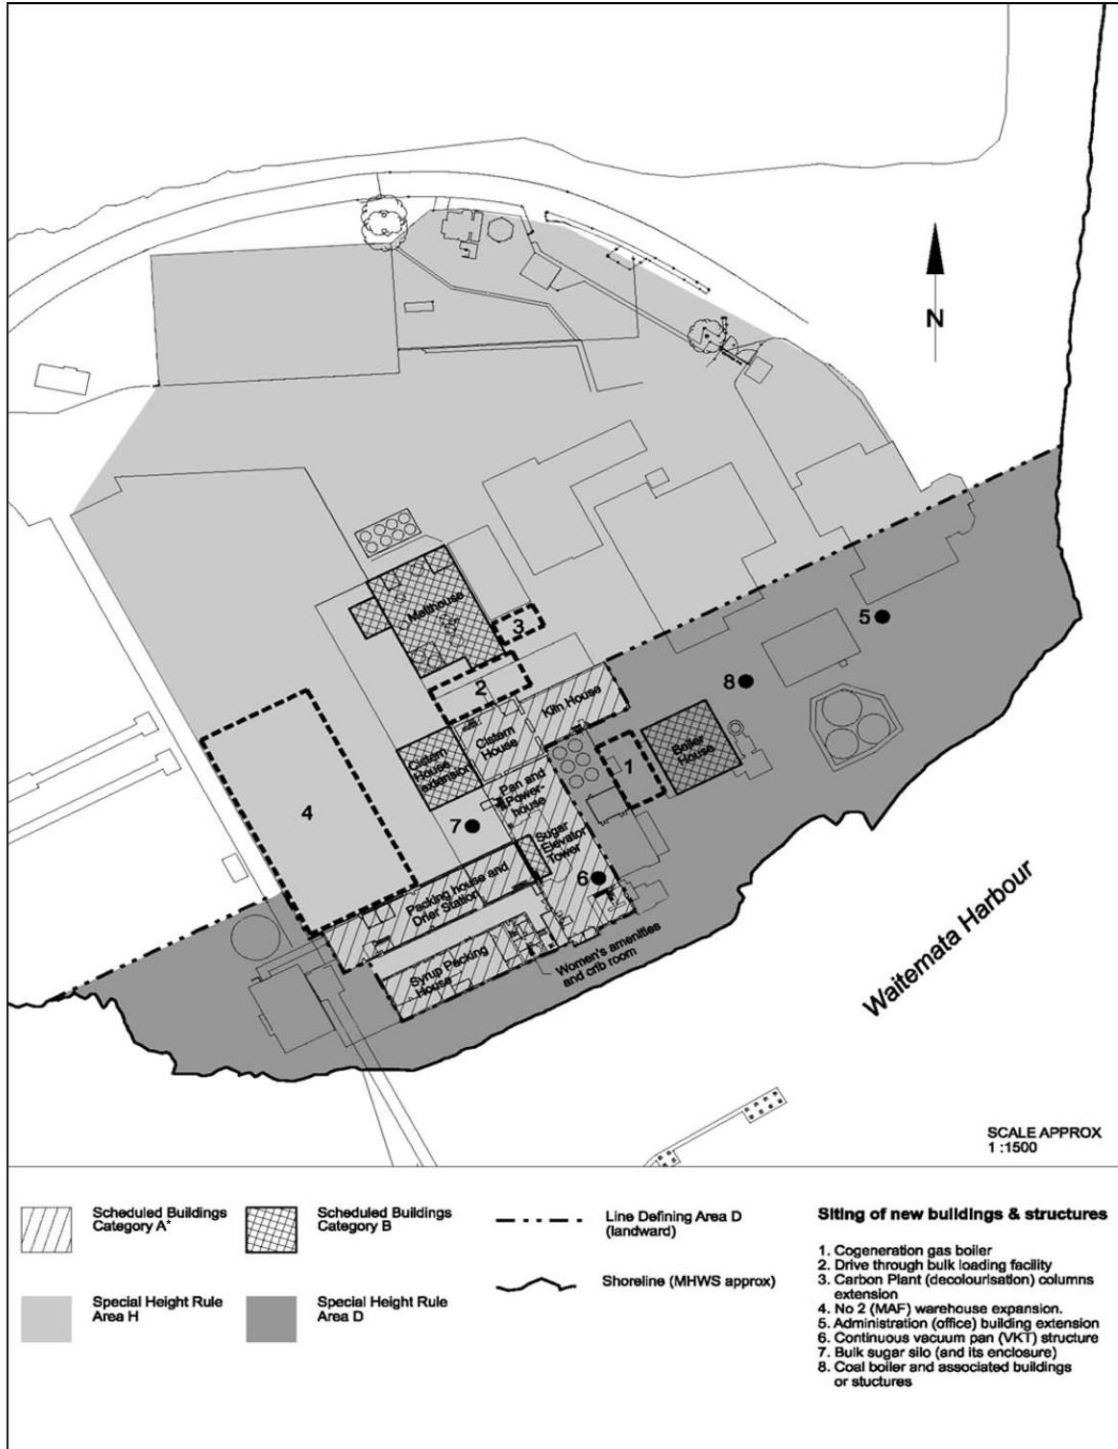 N
Melthouse
3
2
5
8
Kiln House
Cistern
House
Cistern
House
extension
Boiler
House
1
Pan and
Power-
house
4
7
Sugar
Elevator
Tower
6
Packing house and
Drier Station
Syrup Packing
House
Women's amenities
and crib room
Waitemata Harbour
SCALE APPROX
1 :1500
Scheduled Buildings
Category A*
Scheduled Buildings
Category B
Line Defining Area D
(landward)
Shoreline (MHWS approx)
Special Height Rule
Area H
Special Height Rule
Area D
Siting of new buildings & structures
1. Cogeneration gas boiler
2. Drive through bulk loading facility
3. Carbon Plant (decolourisation) columns
extension
4. No 2 (MAF) warehouse expansion.
5. Administration (office) building extension
6. Continuous vacuum pan (VKT) structure
7. Bulk sugar silo (and its enclosure)
8. Coal boiler and associated buildings
or stuctures